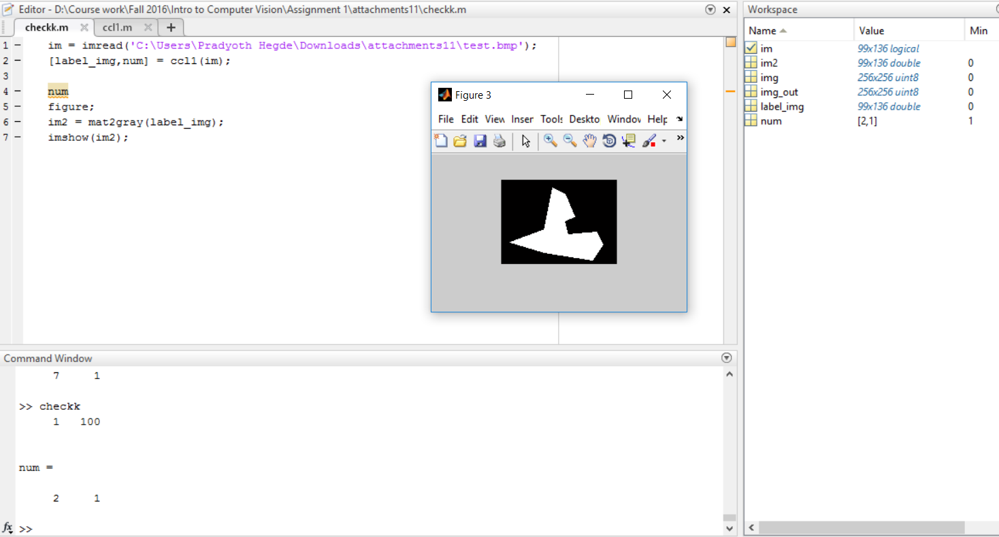 Editor - D:\Course work\Fall 2016\Intro to Computer Vision\Assignment 1\attachments11\checkk.m
checkk.m ccl1.m +
1 im = imread('C:\Users\Pradyoth Hegde\Downloads\attachments11\test.bmp');
2 [label_img,num] = ccl1(im);
3
4 num
5 figure;
6 im2 = mat2gray(label_img);
7 imshow(im2);
Figure 3
File Edit View Inser Tools Deskto Window Help
Command Window
7 1
>> checkk
1 100
num =
2 1
fx >>
Workspace
Name Value Min
im 99x136 logical
im2 99x136 double 0
img 256x256 uint8 0
img_out 256x256 uint8 0
label_img 99x136 double 0
num [2,1] 1